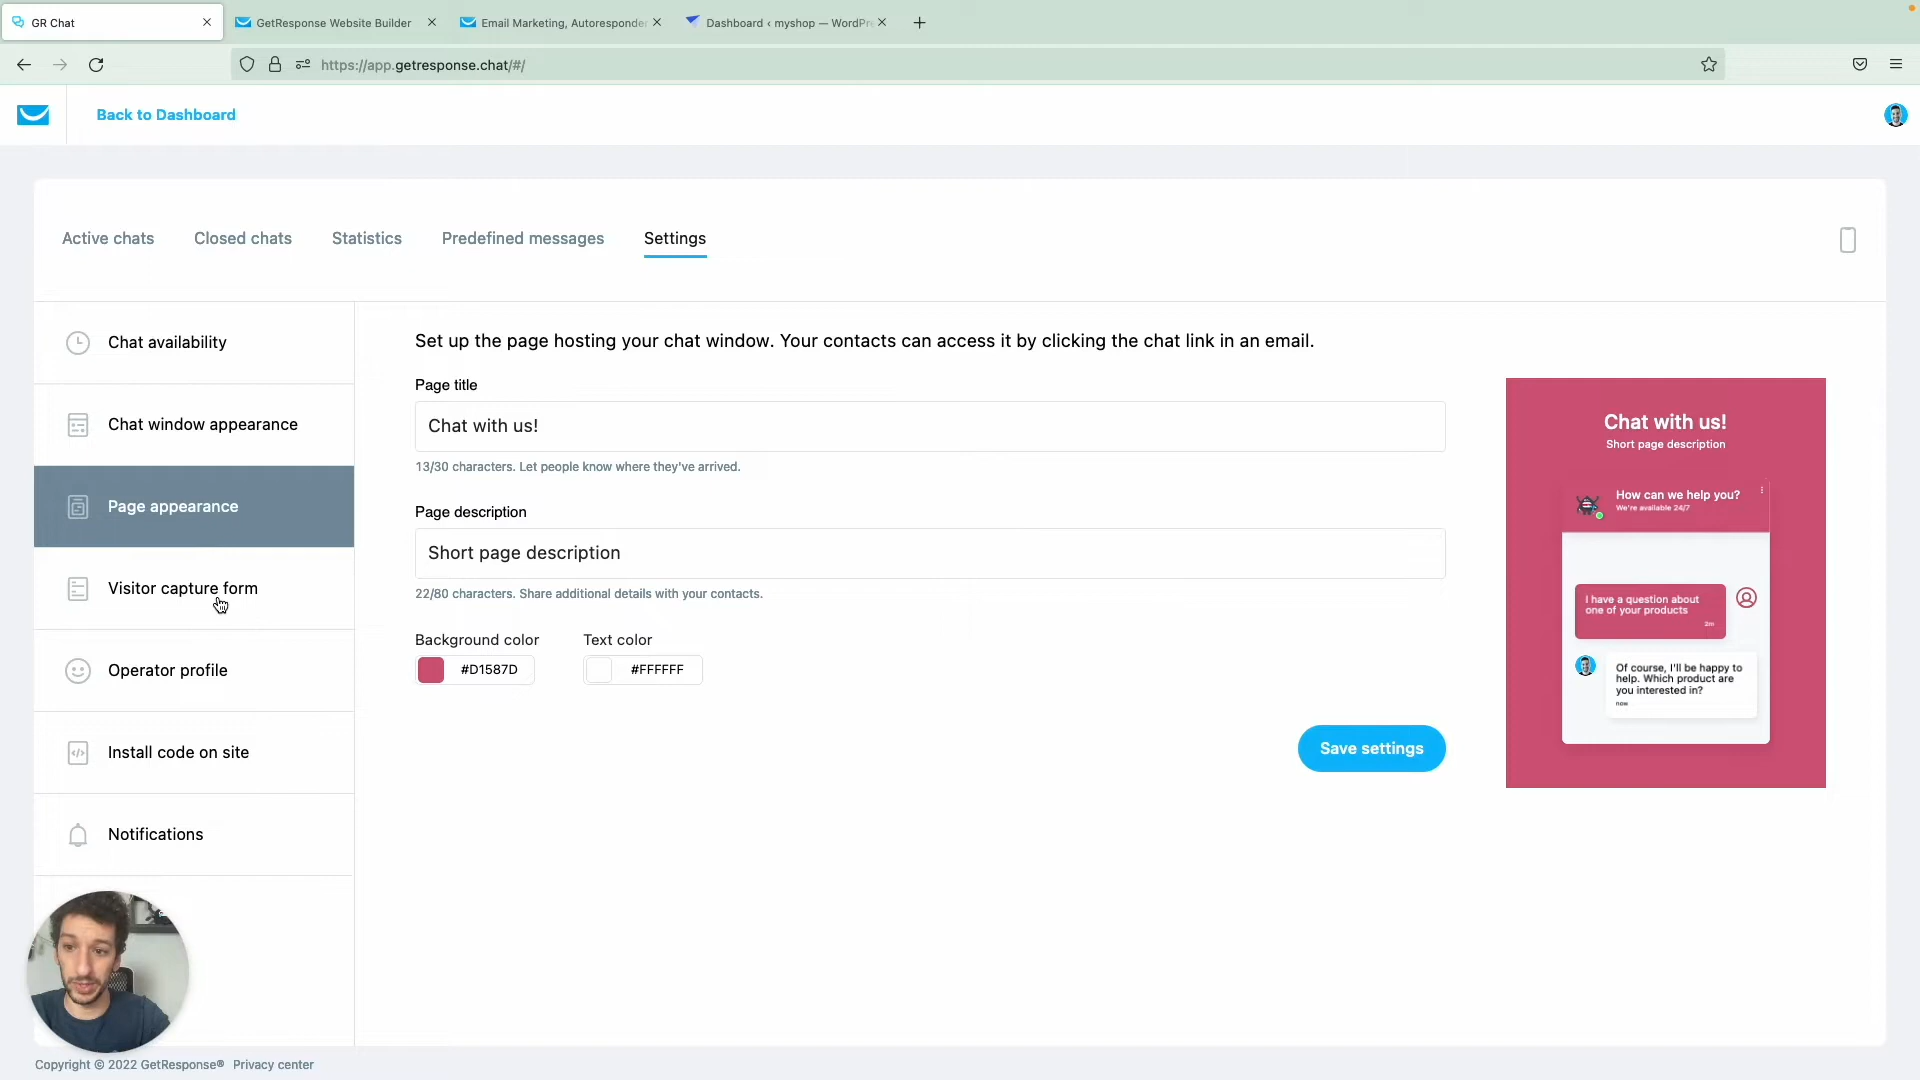 GR Chat
GetResponse Website Builder
Email Marketing, Autoresponder
Dashboard ‹ myshop — WordPre
https://app.getresponse.chat/#/
Back to Dashboard
Active chats
Closed chats
Statistics
Predefined messages
Settings
Chat availability
Chat window appearance
Page appearance
Visitor capture form
Operator profile
Install code on site
Notifications
Set up the page hosting your chat window. Your contacts can access it by clicking the chat link in an email.
Page title
Chat with us!
13/30 characters. Let people know where they've arrived.
Page description
Short page description
22/80 characters. Share additional details with your contacts.
Background color
Text color
#D1587D
#FFFFFF
Save settings
Chat with us!
Short page description
How can we help you?
We're available 24/7
I have a question about
one of your products
2m
Of course, I'll be happy to
help. Which product are
you interested in?
now
Copyright © 2022 GetResponse®
Privacy center